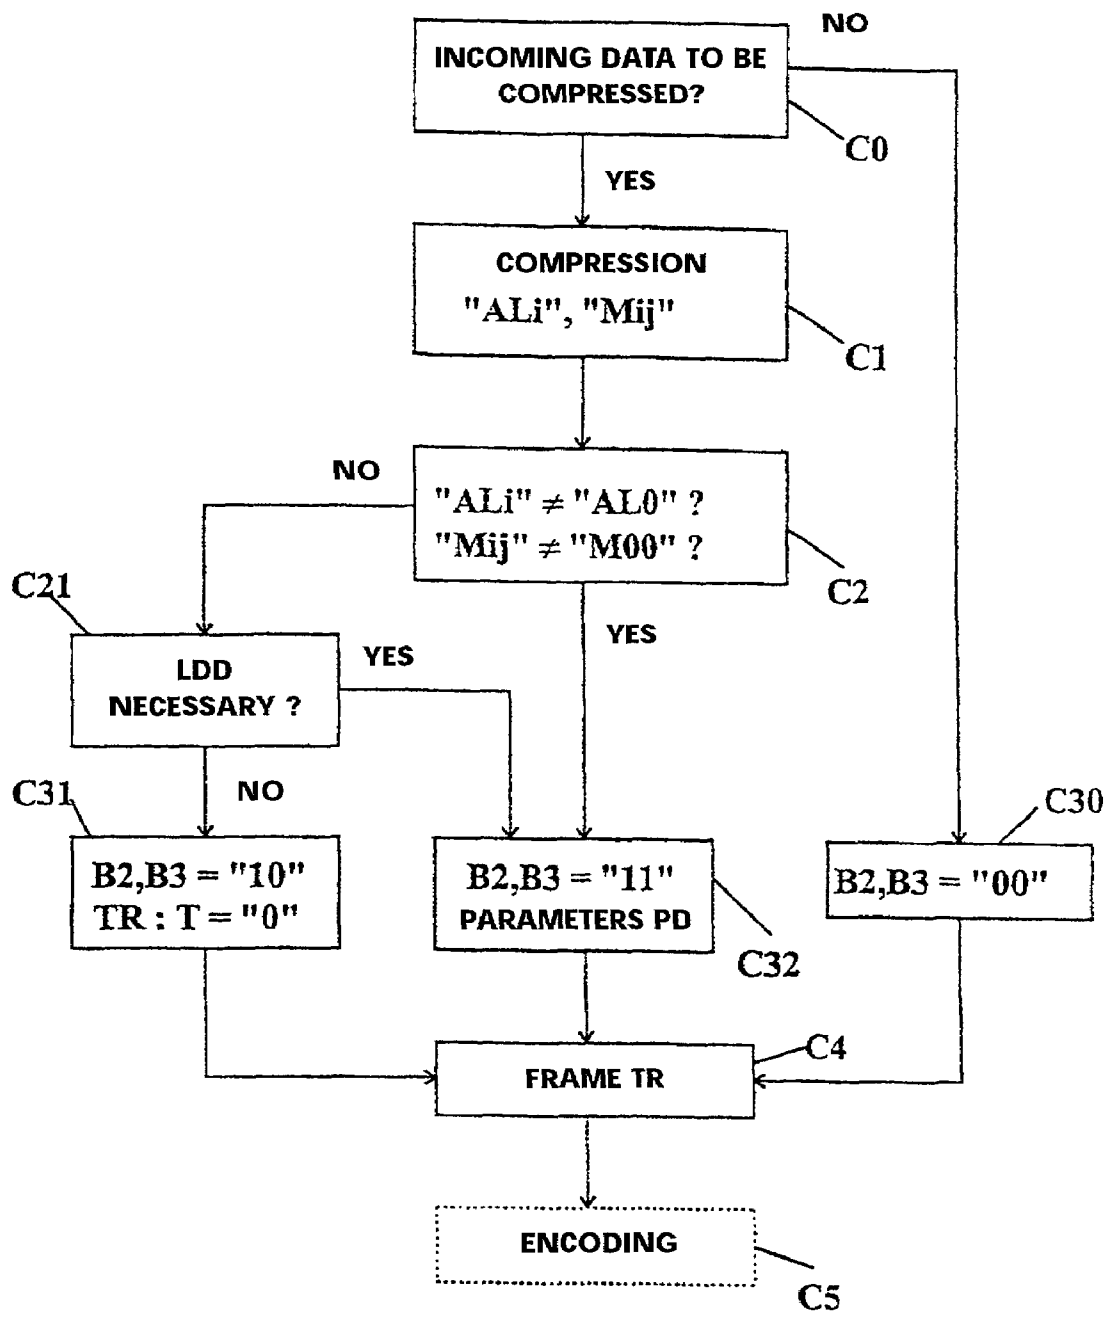 NO
INCOMING DATA TO BE
COMPRESSED?
C0
YES
COMPRESSION
"ALi", "Mij"
C1
NO
"ALi" ≠ "AL0" ?
"Mij" ≠ "M00" ?
C2
C21
YES
LDD
NECESSARY ?
YES
C31
NO
C30
B2,B3 = "10"
TR : T = "0"
B2,B3 = "11"
PARAMETERS PD
B2,B3 = "00"
C32
C4
FRAME TR
ENCODING
C5